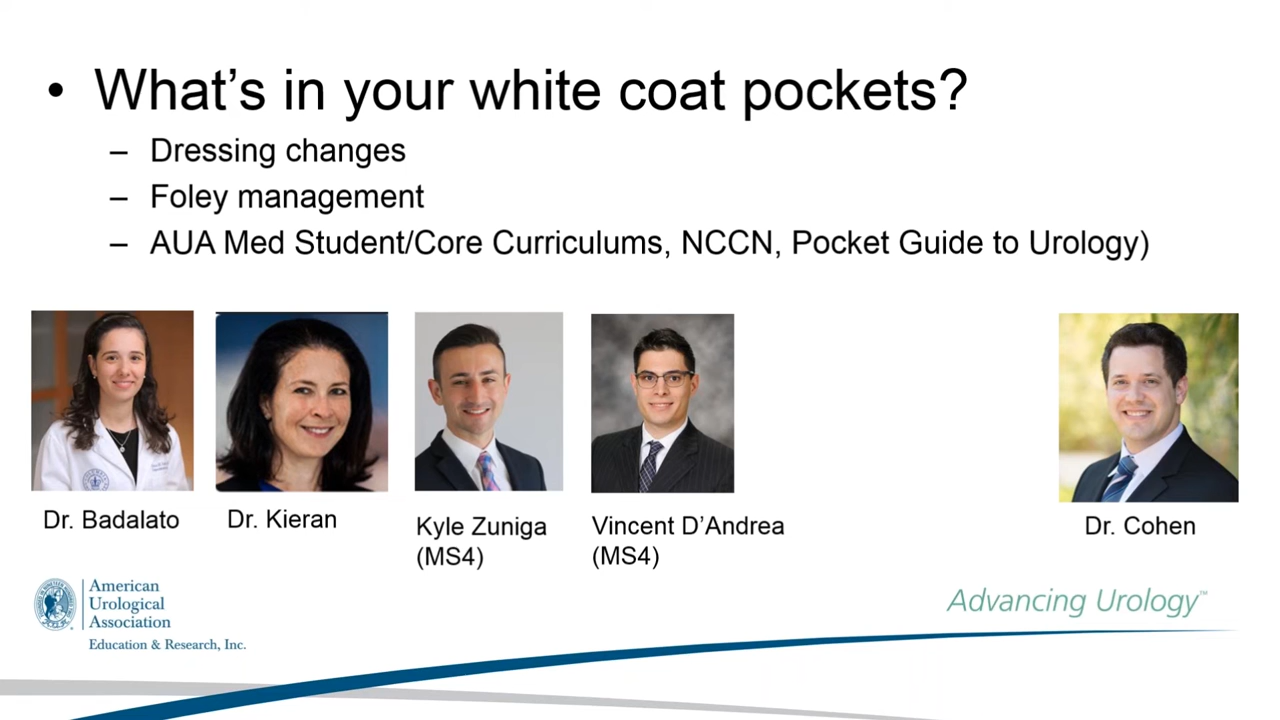 • What's in your white coat pockets?
– Dressing changes
– Foley management
– AUA Med Student/Core Curriculums, NCCN, Pocket Guide to Urology)
Dr. Badalato
Dr. Kieran
Kyle Zuniga
(MS4)
Vincent D'Andrea
(MS4)
Dr. Cohen
American
Urological
Association
Education & Research, Inc.
Advancing Urology™